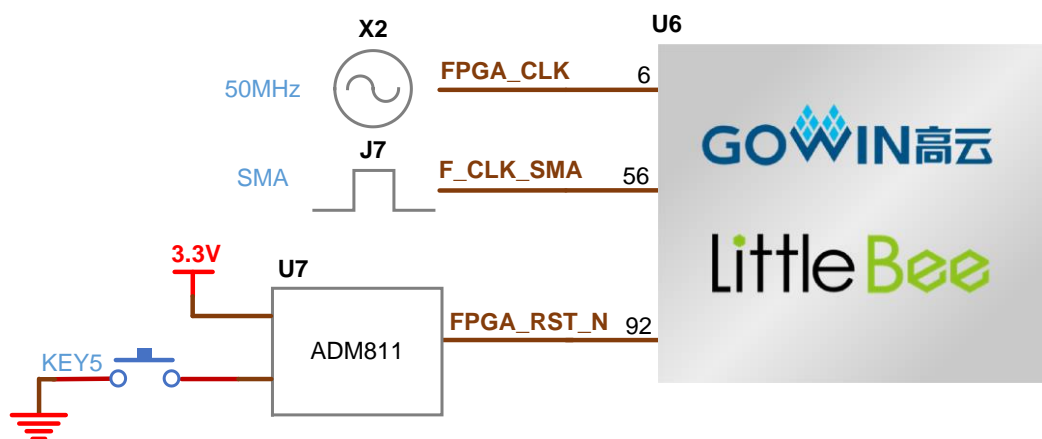 X2
U6
50MHz
FPGA_CLK
6
GOWIN高云
J7
SMA
F_CLK_SMA
56
3.3V
U7
LittleBee
KEY5
ADM811
FPGA_RST_N
92